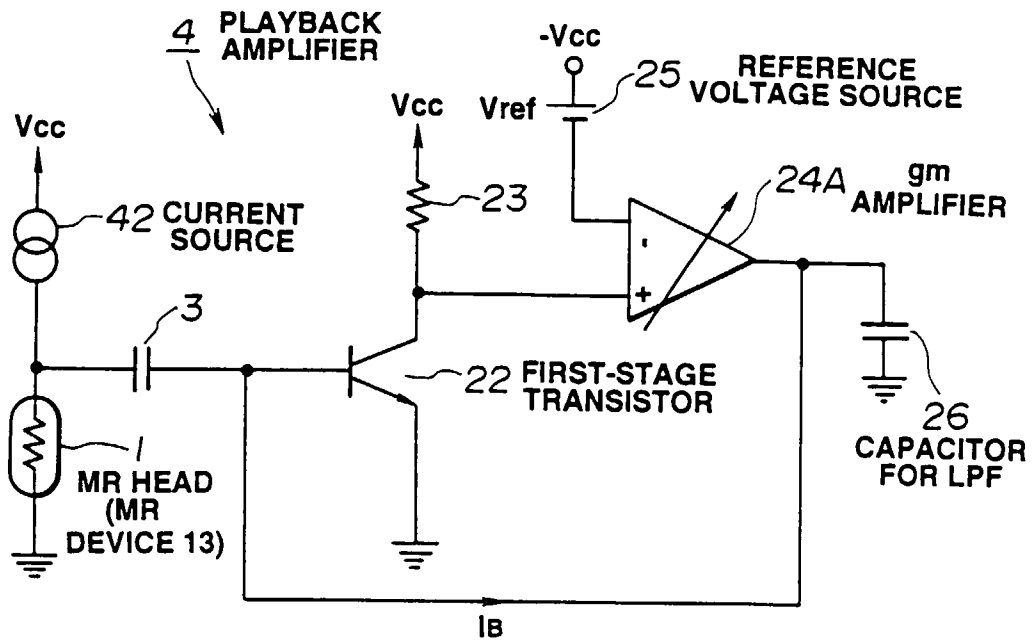 4 PLAYBACK
AMPLIFIER
-Vcc
25 REFERENCE
VOLTAGE SOURCE
Vref
Vcc
Vcc
24A gm
AMPLIFIER
23
42 CURRENT
SOURCE
-
+
3
22 FIRST-STAGE
TRANSISTOR
26
CAPACITOR
FOR LPF
1
MR HEAD
(MR
DEVICE 13)
IB